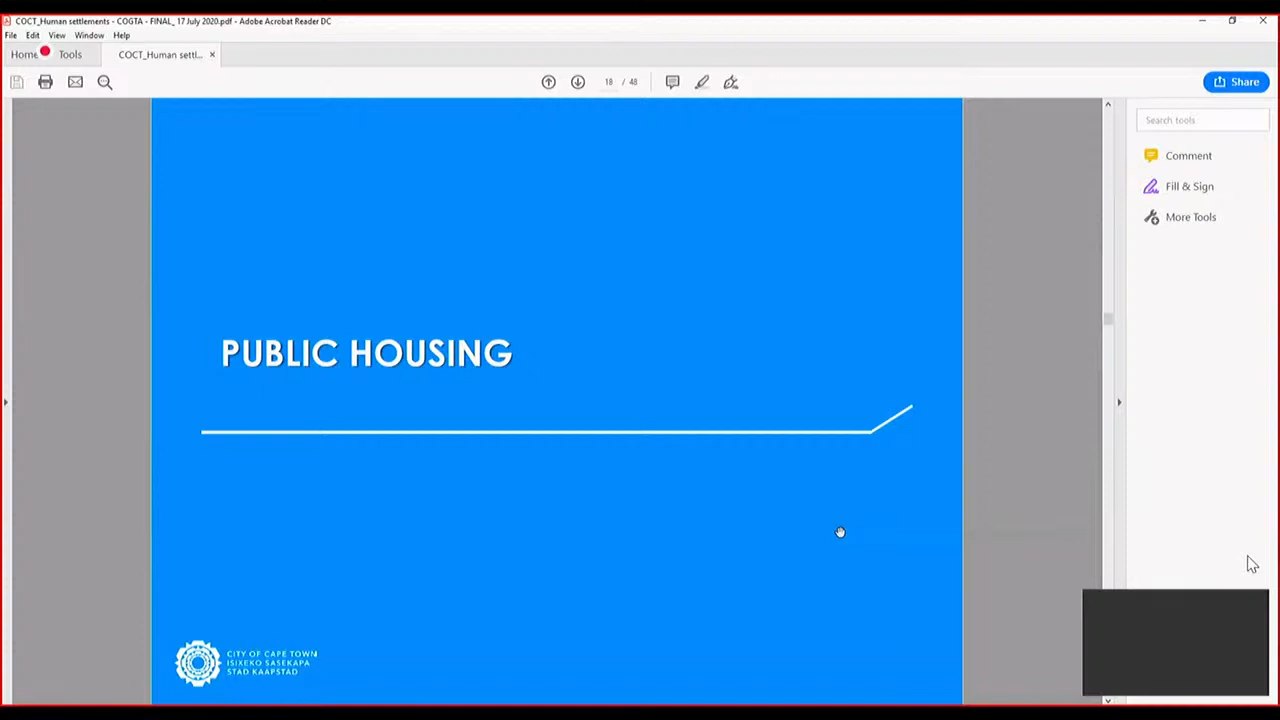 COCT_Human settlements - COGTA - FINAL_ 17 July 2020.pdf - Adobe Acrobat Reader DC
File Edit View Window Help
Home Tools COCT_Human settl... ×
18 / 48
Share
Search tools
Comment
Fill & Sign
More Tools
PUBLIC HOUSING
CITY OF CAPE TOWN
ISIXEKO SASEKAPA
STAD KAAPSTAD